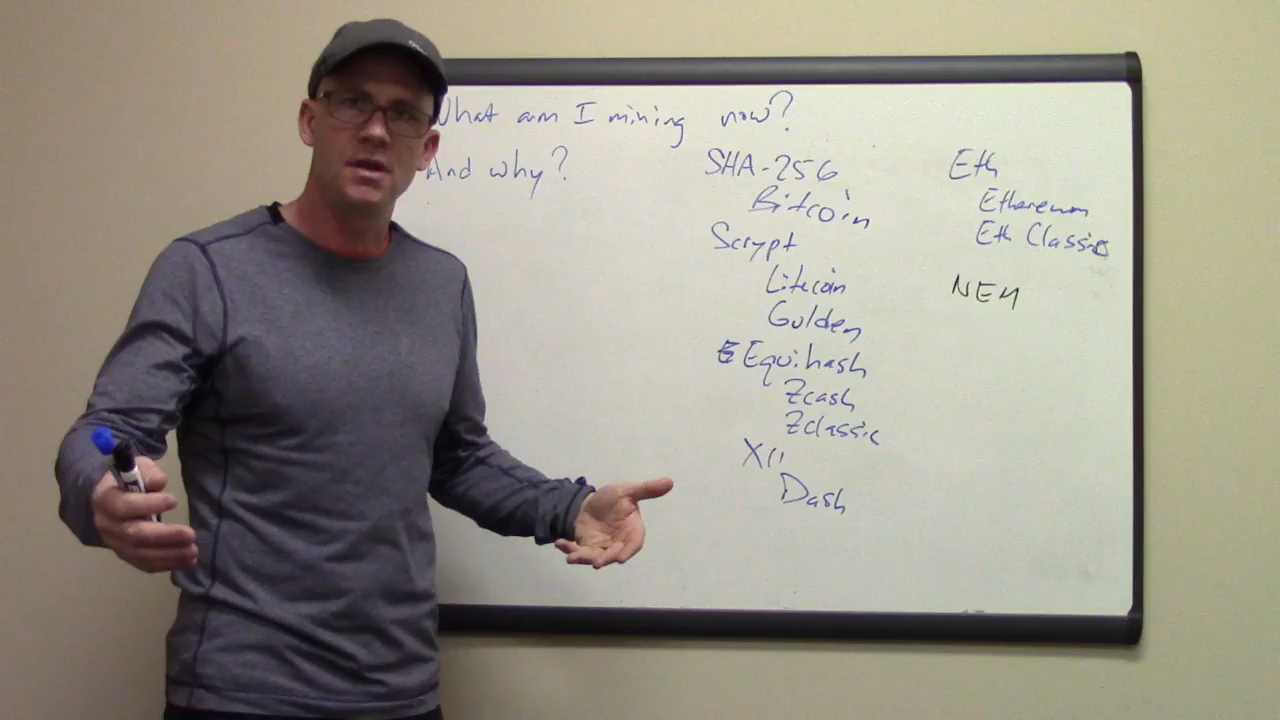 What am I mining now?
And why?
SHA-256
Bitcoin
Scrypt
Litecoin
Gulden
Equihash
Zcash
Zclassic
X11
Dash
Eth
Ethereum
Eth Classic
NEM